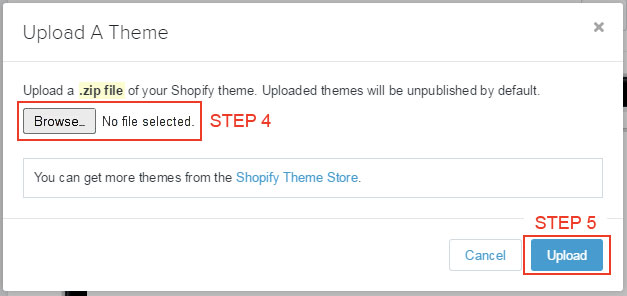 Upload A Theme ×
Upload a .zip file of your Shopify theme. Uploaded themes will be unpublished by default.
Browse... No file selected. STEP 4
You can get more themes from the Shopify Theme Store.
STEP 5
Cancel Upload